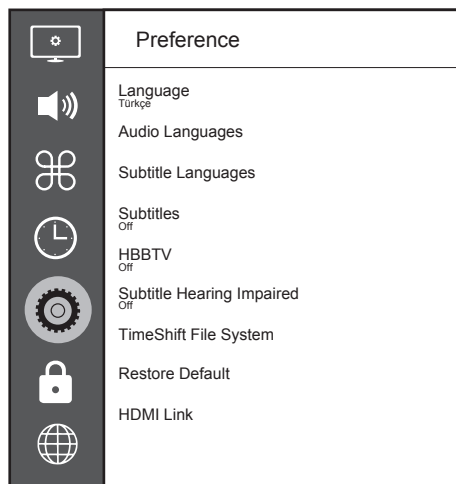 Preference
Language
Türkçe
Audio Languages
Subtitle Languages
Subtitles
Off
HBBTV
Off
Subtitle Hearing Impaired
Off
TimeShift File System
Restore Default
HDMI Link